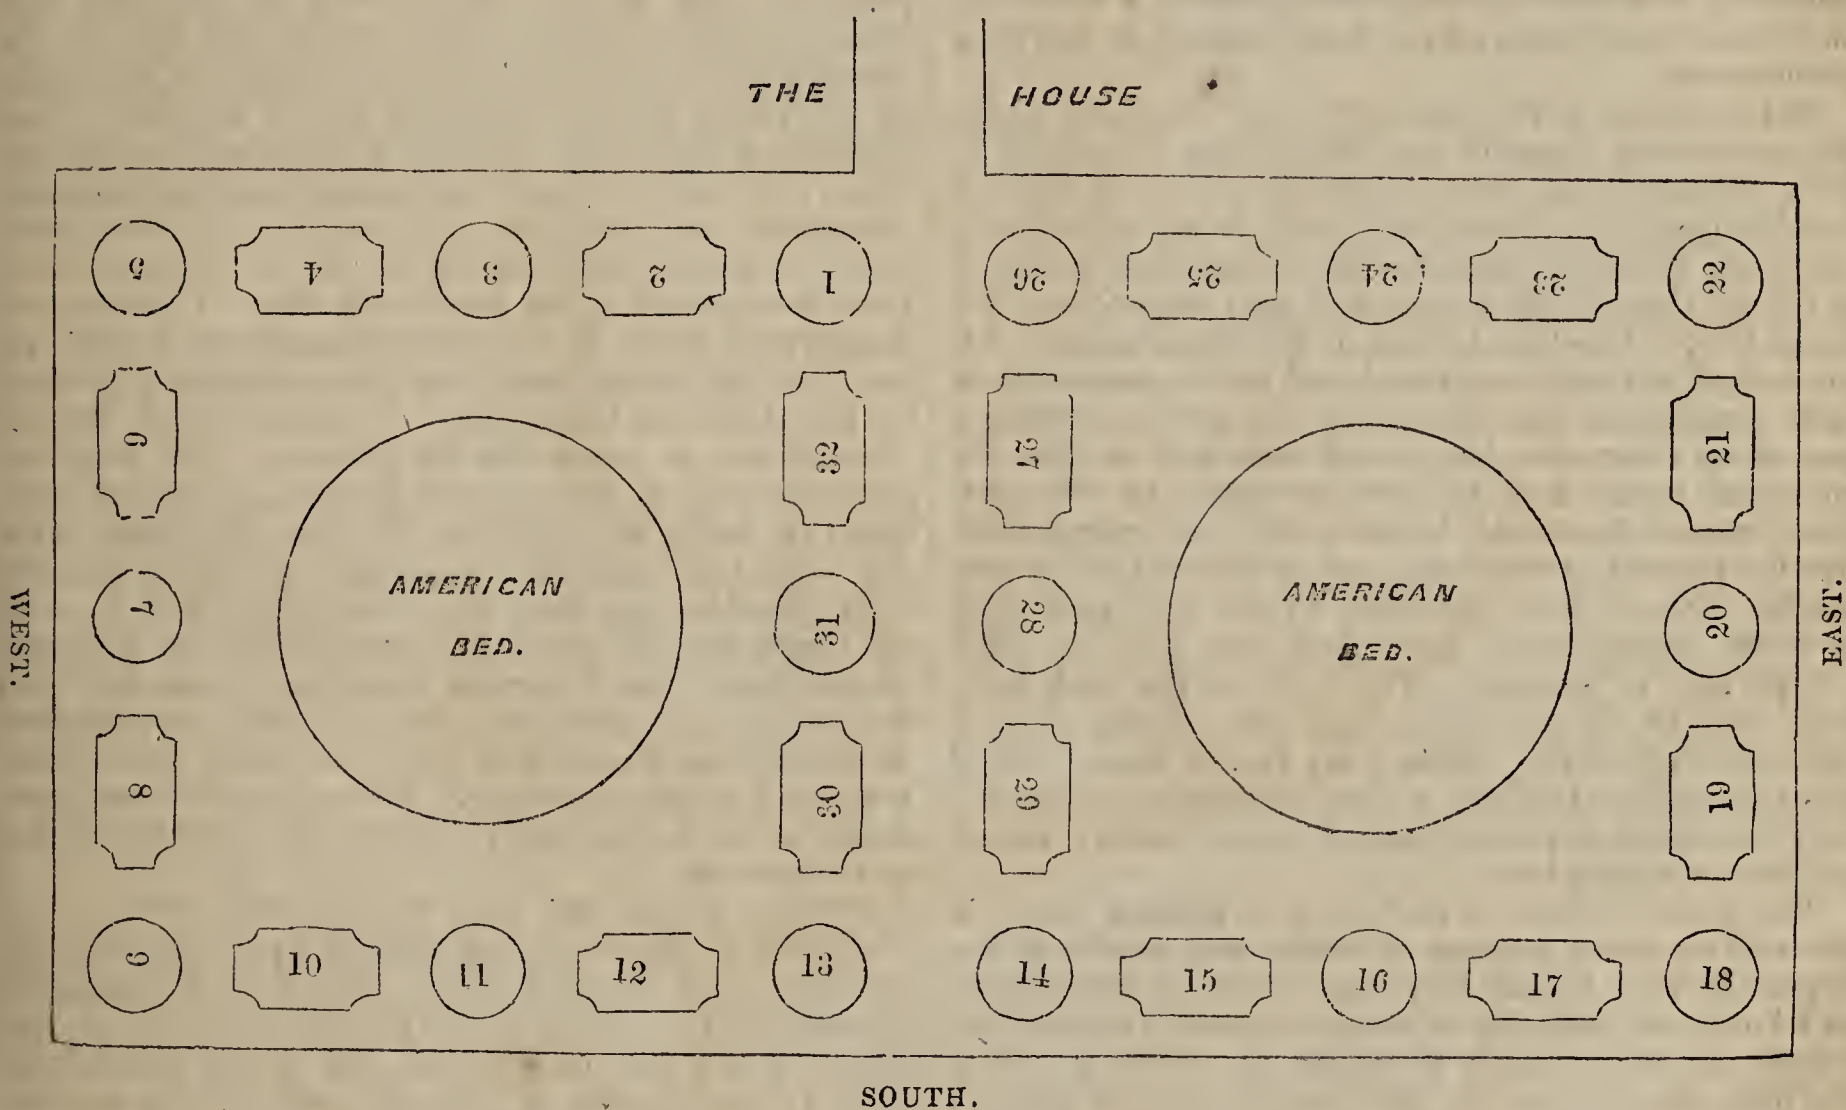 THE HOUSE
5 4 3 2 1 26 25 24 23 22
6 32 27 21
AMERICAN BED.
AMERICAN BED.
WEST.
7 31 28 20
EAST.
8 30 29 19
9 10 11 12 13 14 15 16 17 18
SOUTH.